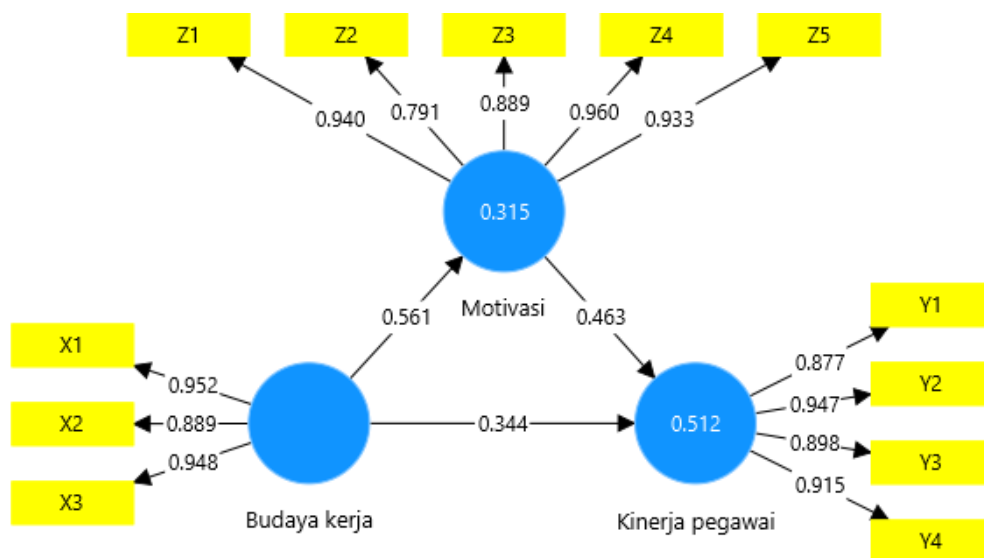 Z1 Z2 Z3 Z4 Z5
0.940 0.791 0.889 0.960 0.933
0.315
Motivasi
0.561 0.463
X1
X2
X3
0.952
0.889
0.948
Budaya kerja
0.344
0.512
Kinerja pegawai
0.877
0.947
0.898
0.915
Y1
Y2
Y3
Y4